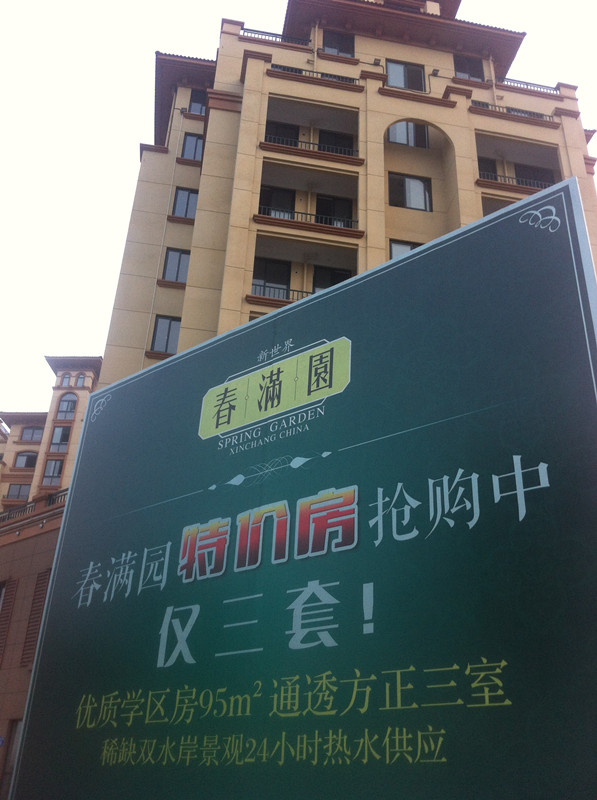 新世界
春滿園
SPRING GARDEN
XINCHANG CHINA
春满园特价房抢购中
仅三套!
优质学区房95m² 通透方正三室
稀缺双水岸景观24小时热水供应